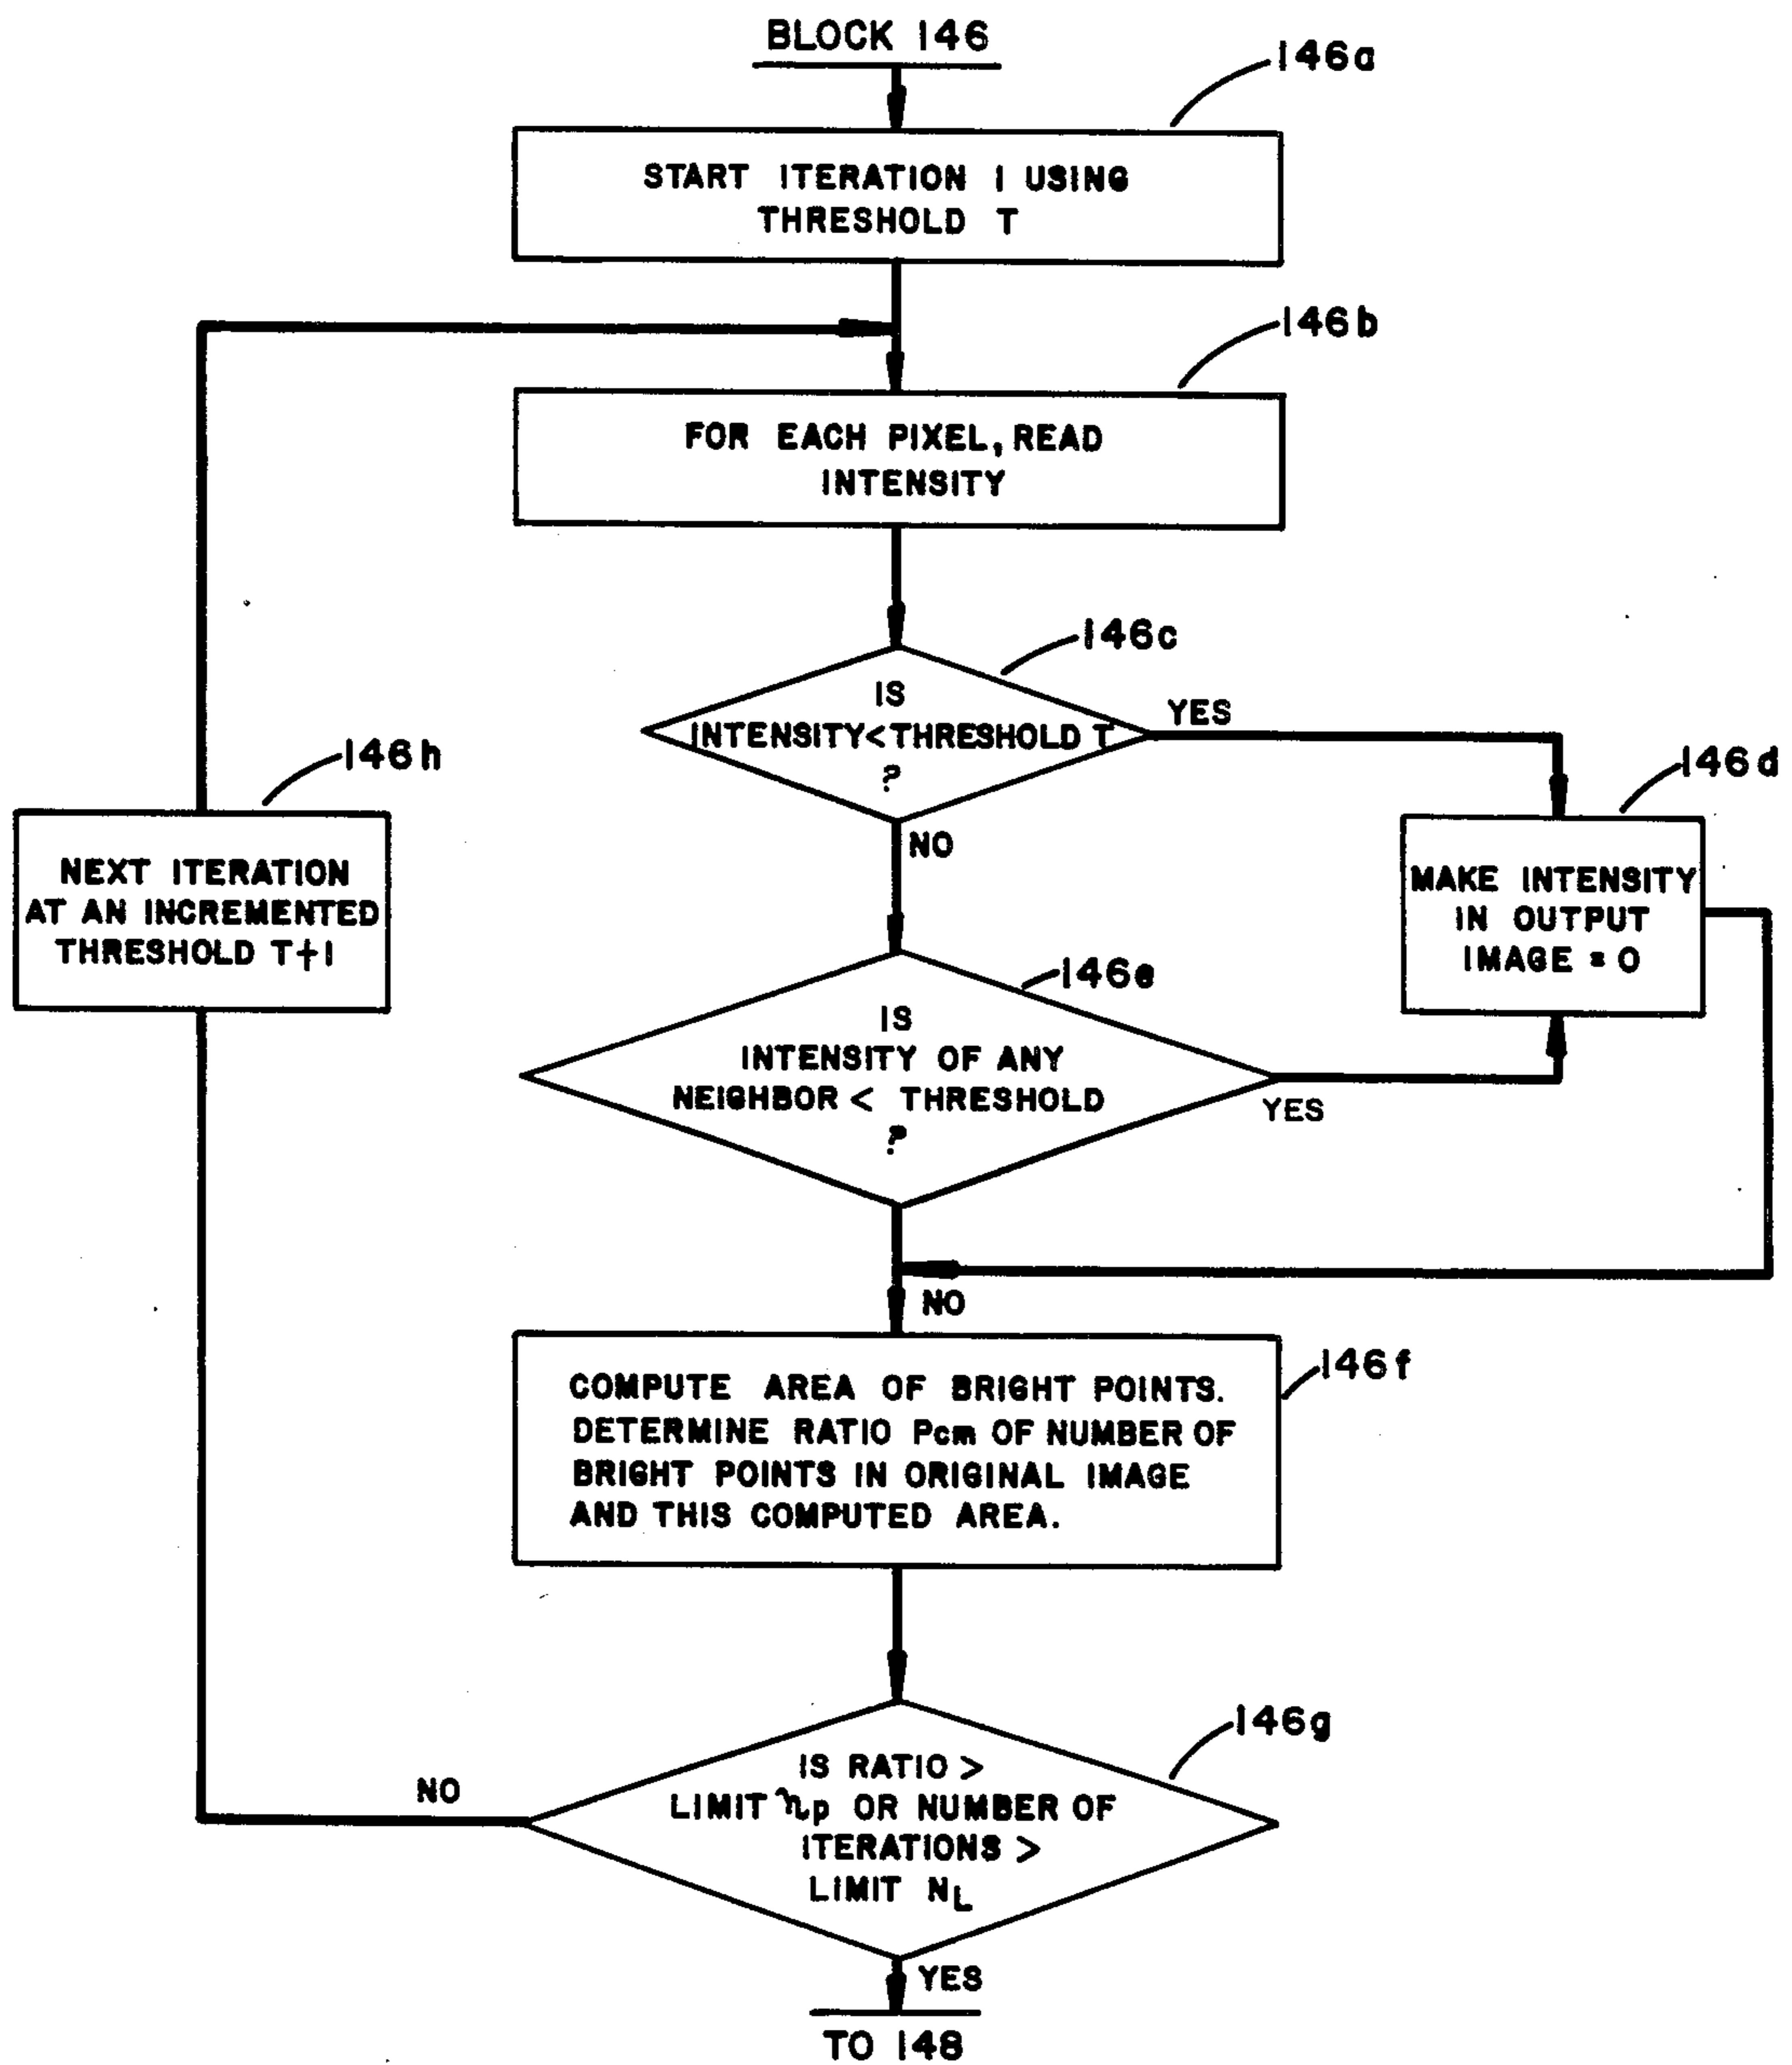 BLOCK 146
146a
START ITERATION 1 USING
THRESHOLD T
146b
FOR EACH PIXEL, READ
INTENSITY
146c
IS
INTENSITY<THRESHOLD T
?
YES
NO
146d
MAKE INTENSITY
IN OUTPUT
IMAGE = 0
146h
NEXT ITERATION
AT AN INCREMENTED
THRESHOLD T+1
146e
IS
INTENSITY OF ANY
NEIGHBOR < THRESHOLD
?
YES
NO
146f
COMPUTE AREA OF BRIGHT POINTS.
DETERMINE RATIO Pcm OF NUMBER OF
BRIGHT POINTS IN ORIGINAL IMAGE
AND THIS COMPUTED AREA.
146g
IS RATIO >
LIMIT ηp OR NUMBER OF
ITERATIONS >
LIMIT NL
NO
YES
TO 148